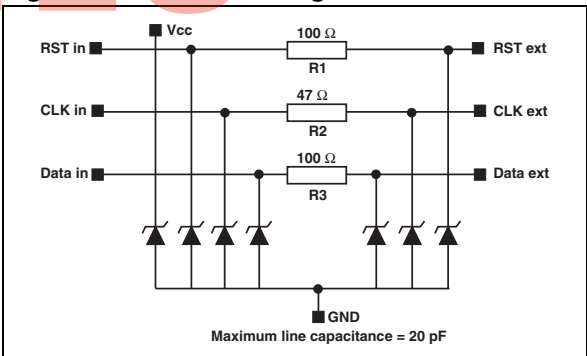 Vcc
100 Ω
RST in
RST ext
R1
47 Ω
CLK in
CLK ext
R2
100 Ω
Data in
Data ext
R3
GND
Maximum line capacitance = 20 pF